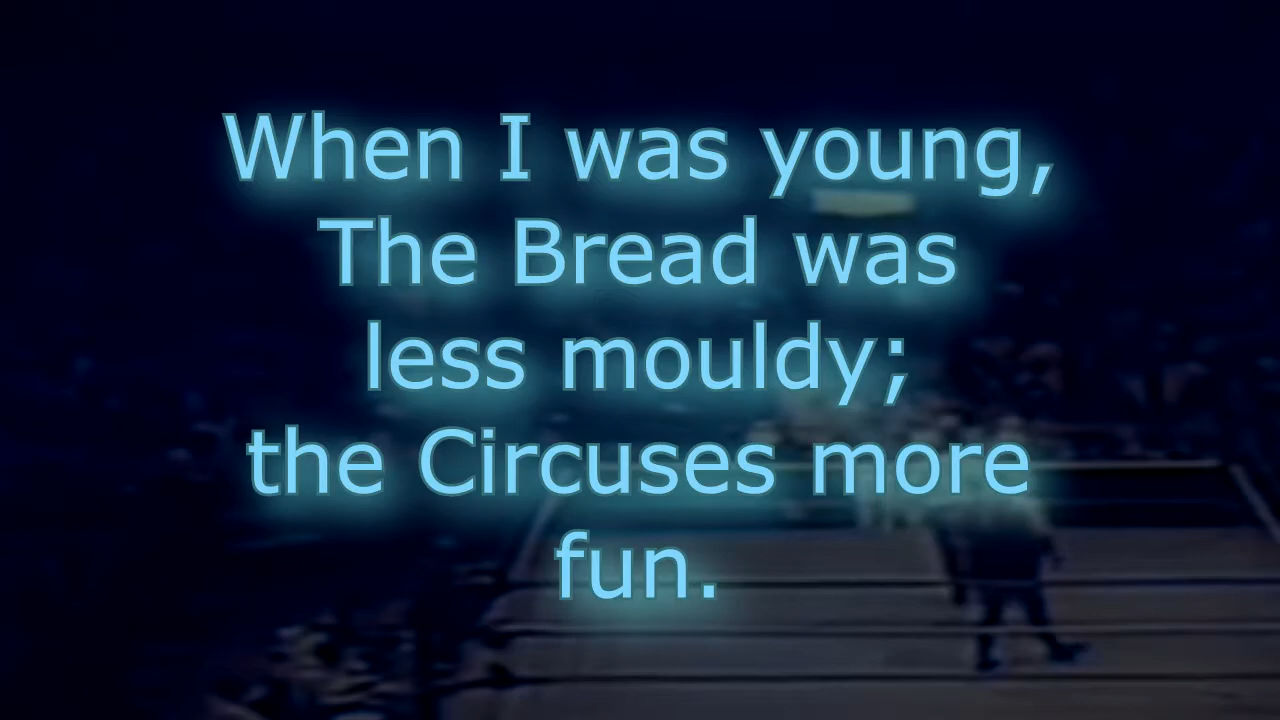 When I was young,
The Bread was
less mouldy;
the Circuses more
fun.